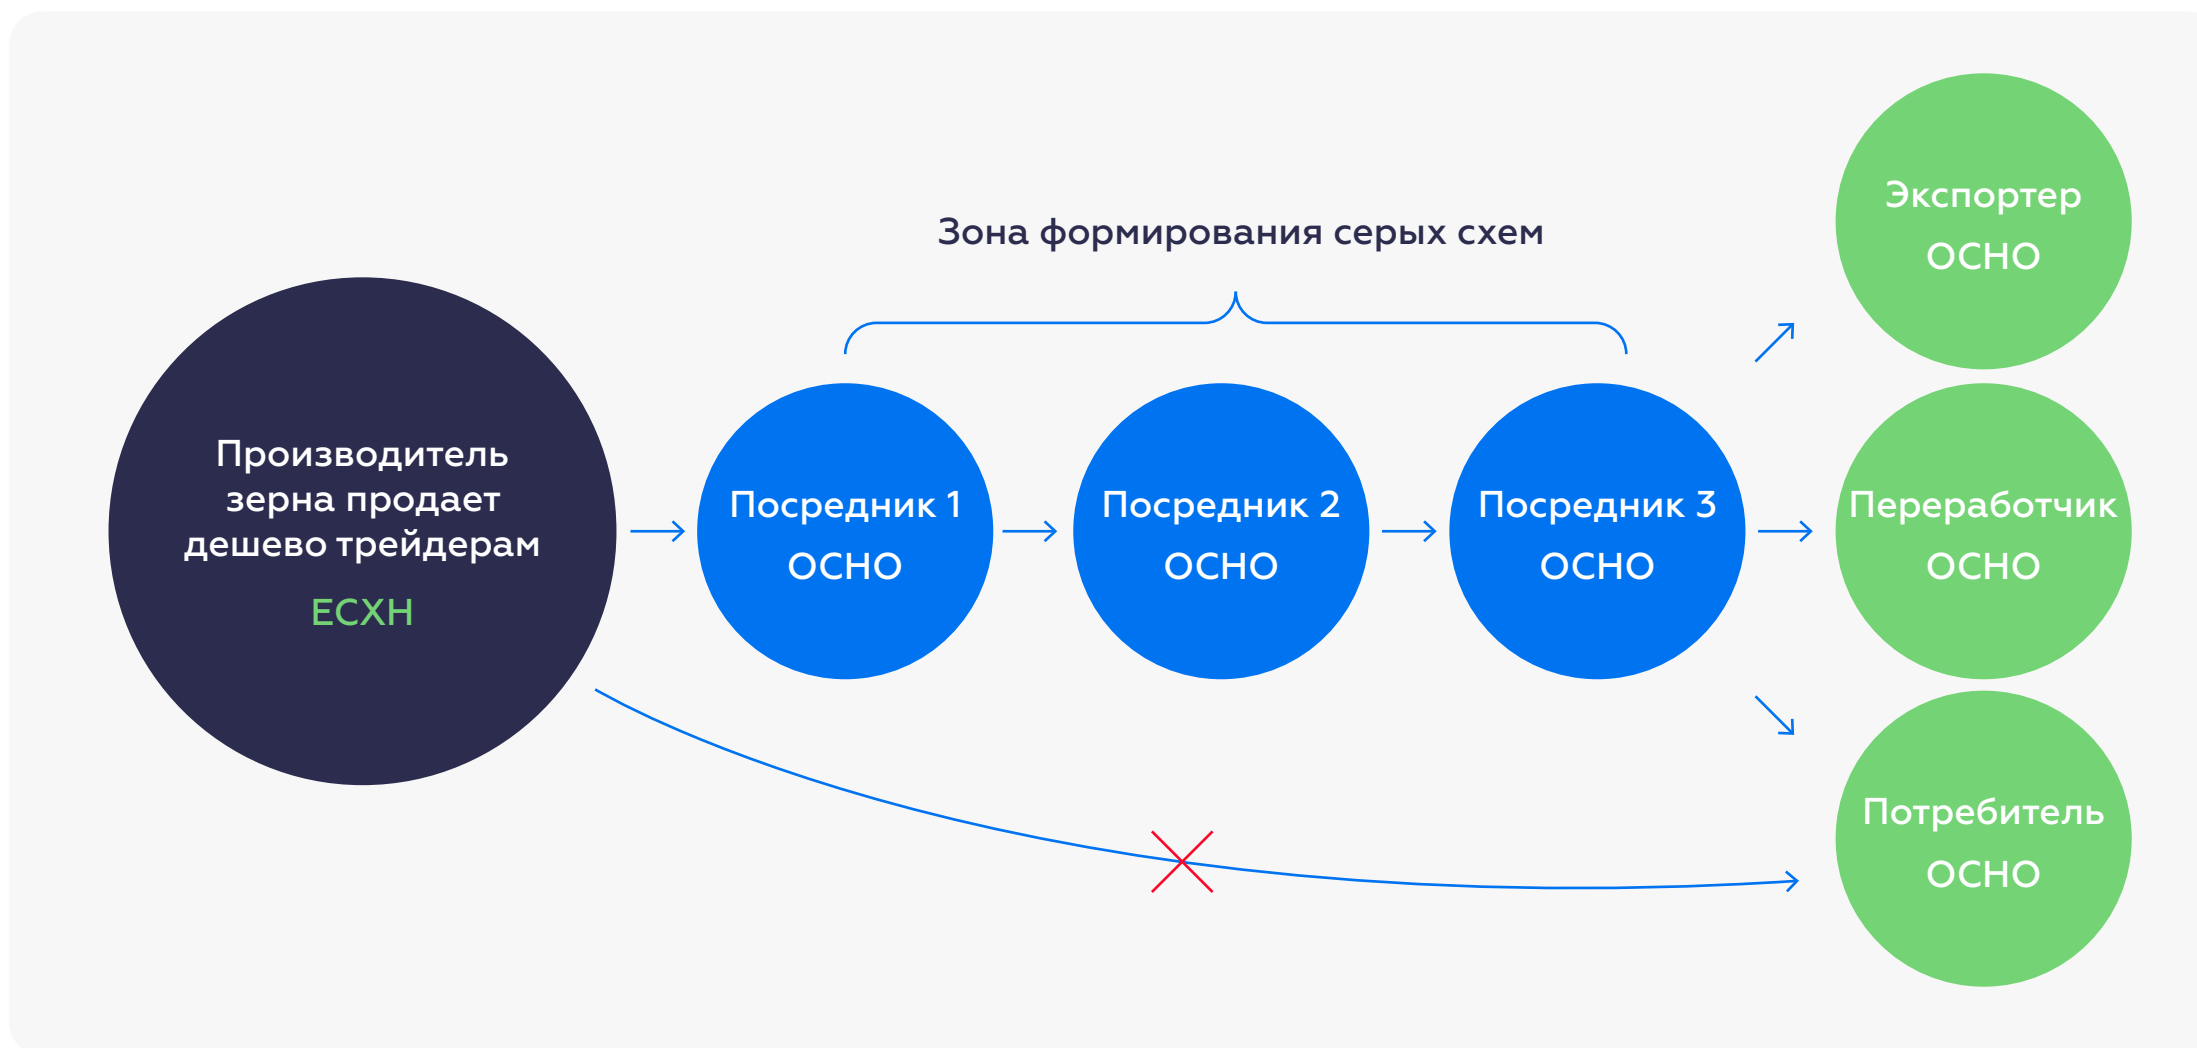 Зона формирования серых схем
Производитель
зерна продает
дешево трейдерам
ЕСХН
Посредник 1
ОСНО
Посредник 2
ОСНО
Посредник 3
ОСНО
Экспортер
ОСНО
Переработчик
ОСНО
Потребитель
ОСНО